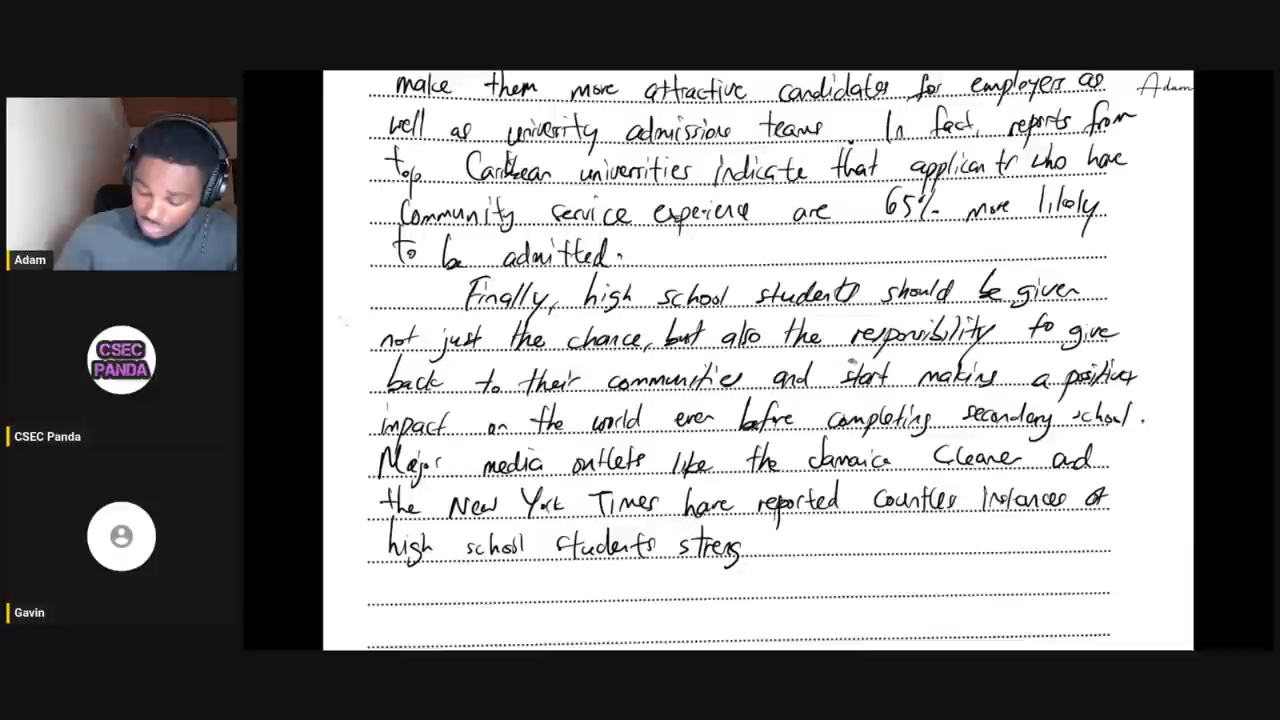 make them more attractive candidates for employers as
Adam
well as university admissions teams. In fact, reports from
top Caribbean universities indicate that applicants who have
community service experience are 65% more likely
to be admitted.
Finally, high school students should be given
not just the chance, but also the responsibility to give
back to their communities and start making a positive
impact on the world even before completing secondary school.
Major media outlets like the Jamaica Gleaner and
the New York Times have reported countless instances of
high school students streng
Adam
CSEC
PANDA
CSEC Panda
Gavin